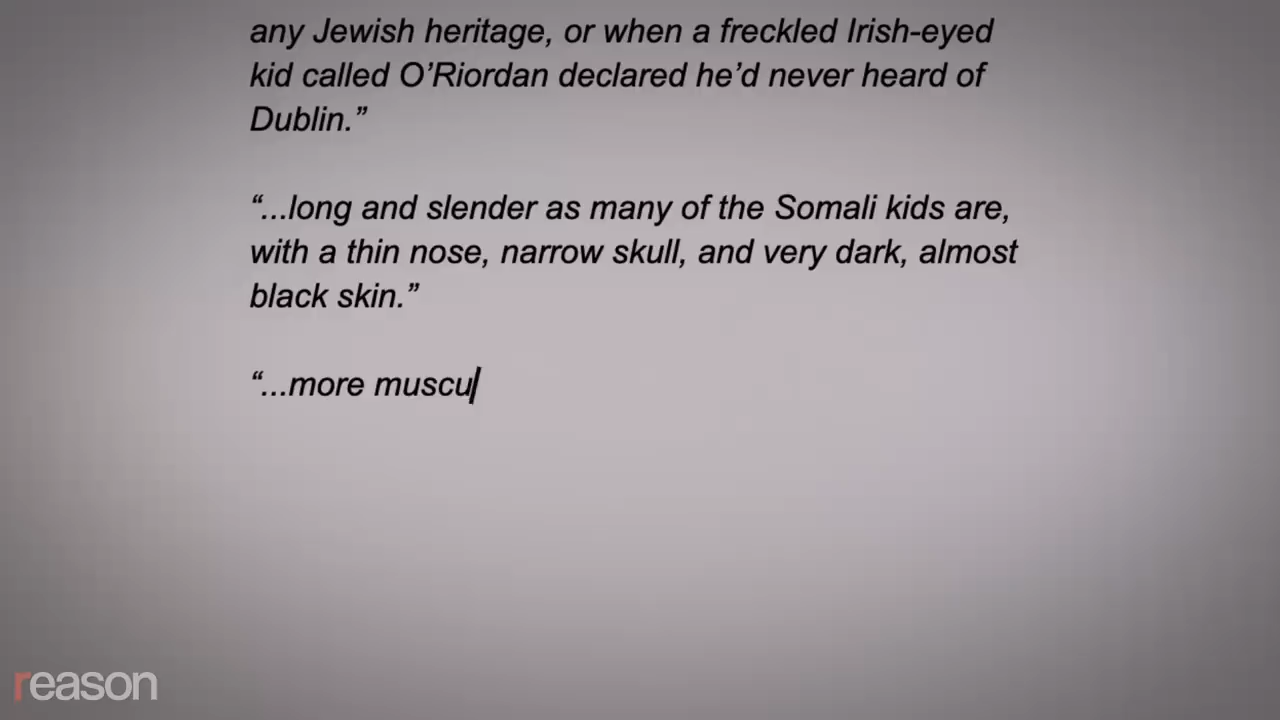 any Jewish heritage, or when a freckled Irish-eyed
kid called O’Riordan declared he’d never heard of
Dublin.”
“...long and slender as many of the Somali kids are,
with a thin nose, narrow skull, and very dark, almost
black skin.”
“...more muscu
reason